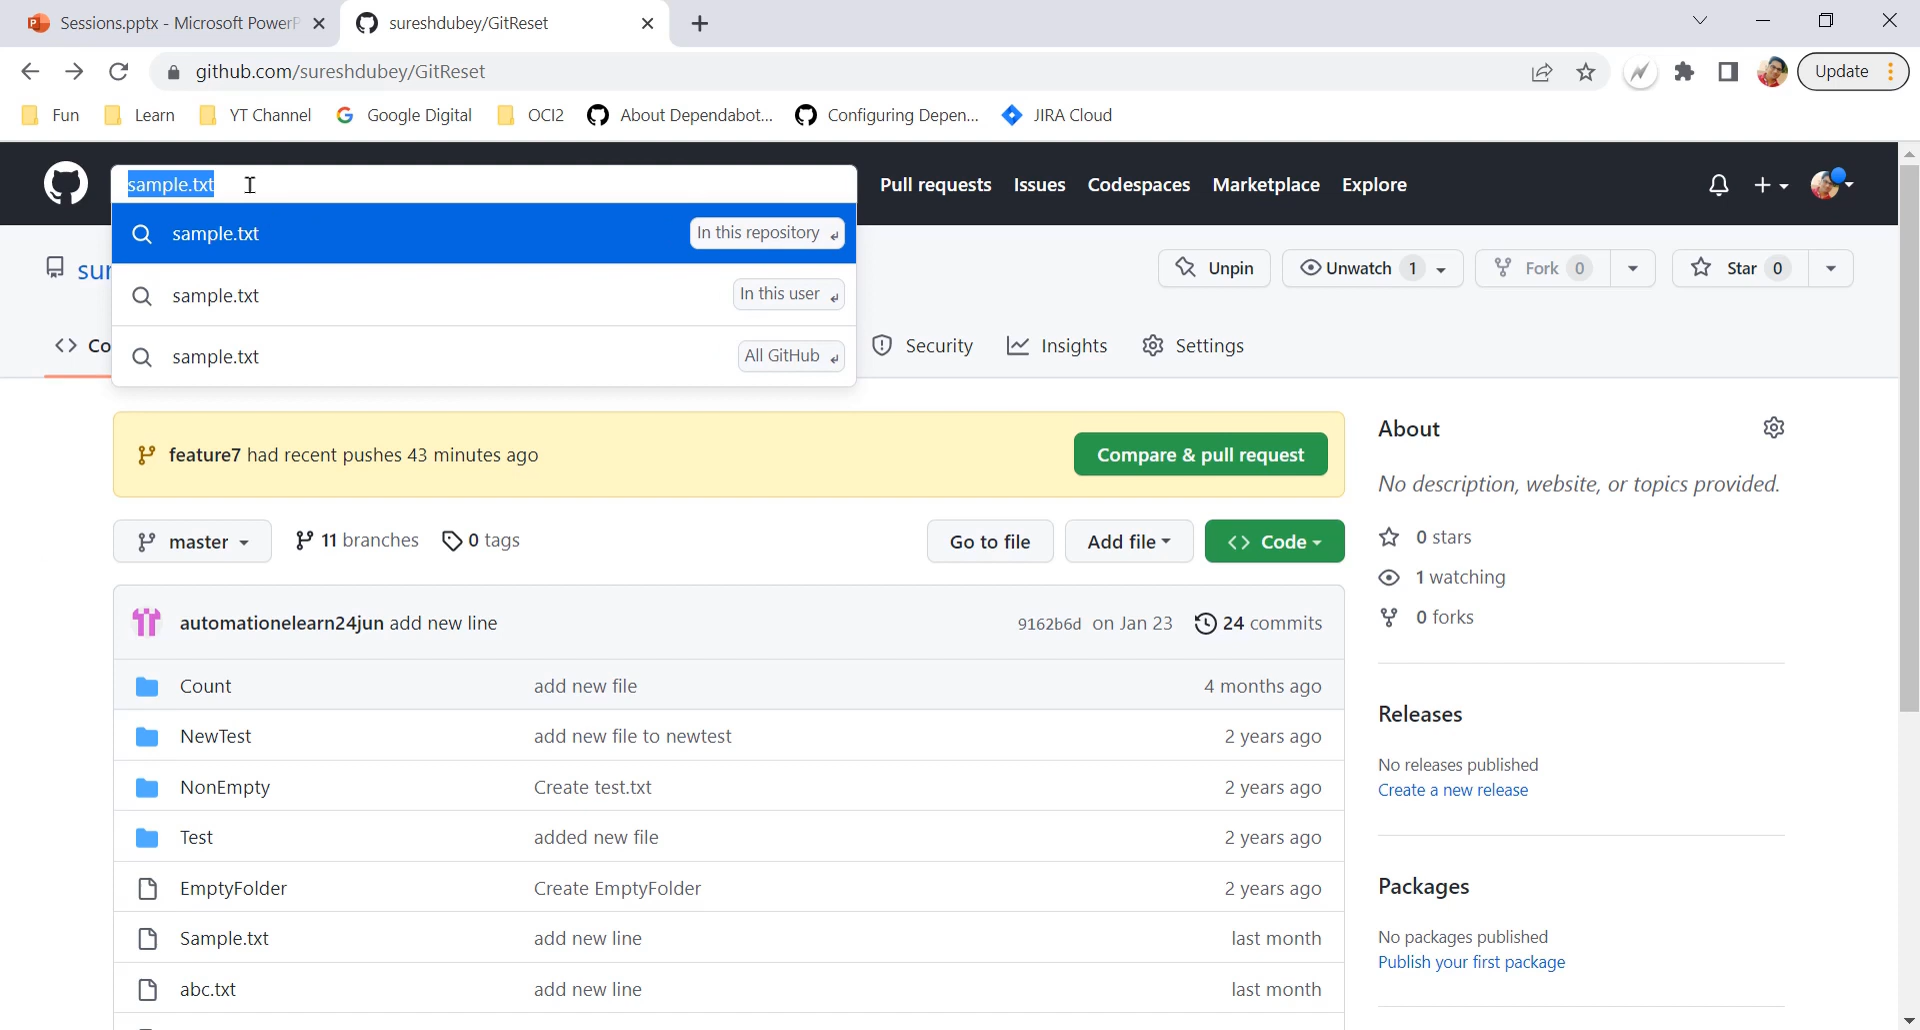 Sessions.pptx - Microsoft PowerP
sureshdubey/GitReset
github.com/sureshdubey/GitReset
Update
Fun
Learn
YT Channel
Google Digital
OCI2
About Dependabot...
Configuring Depen...
JIRA Cloud
sample.txt
Pull requests
Issues
Codespaces
Marketplace
Explore
sample.txt In this repository
sample.txt In this user
sample.txt All GitHub
sur
Unpin
Unwatch 1
Fork 0
Star 0
Co
Security
Insights
Settings
feature7 had recent pushes 43 minutes ago
Compare & pull request
master
11 branches
0 tags
Go to file
Add file
Code
automationelearn24jun add new line 9162b6d on Jan 23 24 commits
Count add new file 4 months ago
NewTest add new file to newtest 2 years ago
NonEmpty Create test.txt 2 years ago
Test added new file 2 years ago
EmptyFolder Create EmptyFolder 2 years ago
Sample.txt add new line last month
abc.txt add new line last month
About
No description, website, or topics provided.
0 stars
1 watching
0 forks
Releases
No releases published
Create a new release
Packages
No packages published
Publish your first package